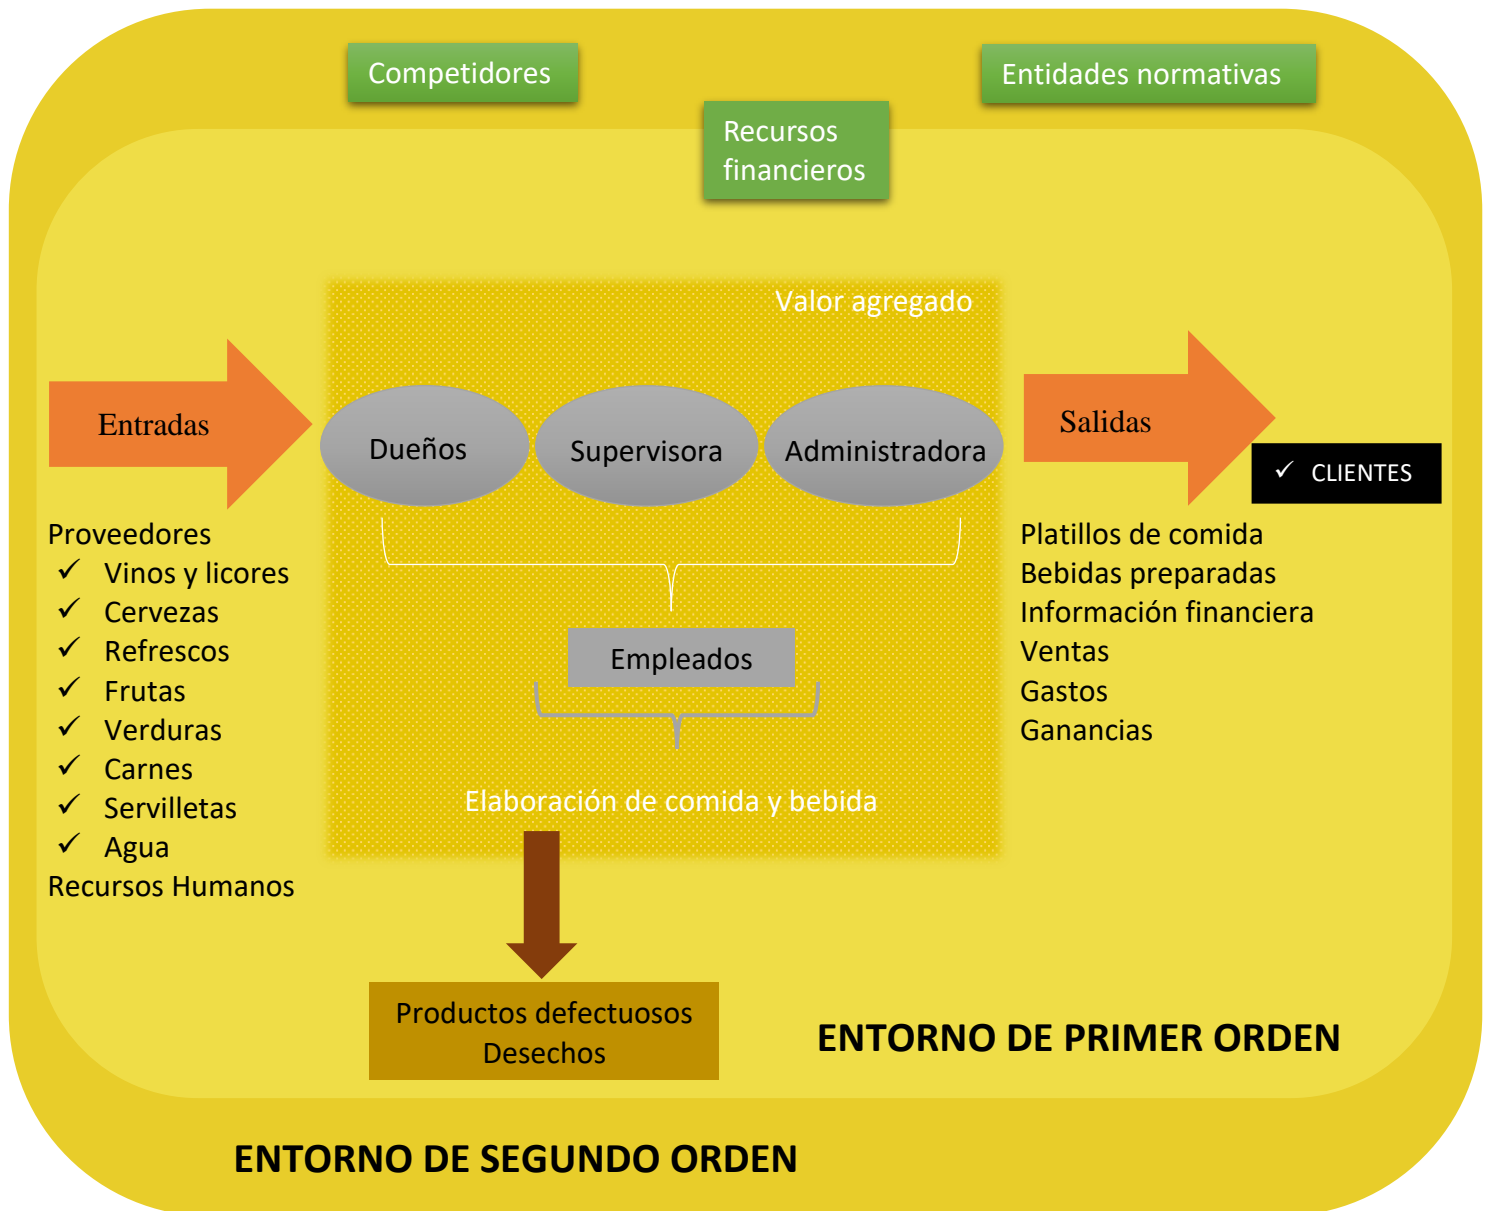 Competidores
Entidades normativas
Recursos
financieros
Valor agregado
Entradas
Dueños
Supervisora
Administradora
Salidas
✓ CLIENTES
Proveedores
✓ Vinos y licores
✓ Cervezas
✓ Refrescos
✓ Frutas
✓ Verduras
✓ Carnes
✓ Servilletas
✓ Agua
Recursos Humanos
Empleados
Elaboración de comida y bebida
Platillos de comida
Bebidas preparadas
Información financiera
Ventas
Gastos
Ganancias
Productos defectuosos
Desechos
ENTORNO DE PRIMER ORDEN
ENTORNO DE SEGUNDO ORDEN